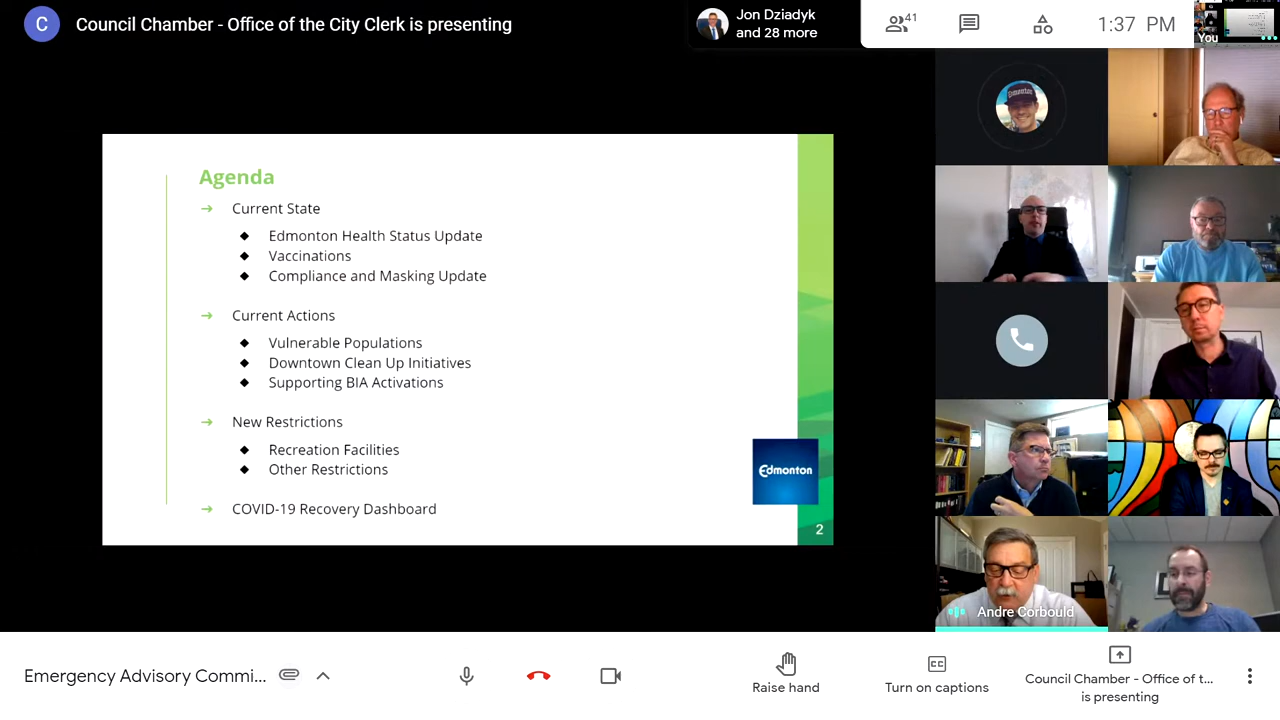 C
Council Chamber - Office of the City Clerk is presenting
Jon Dziadyk
and 28 more
41
1:37 PM
You
Agenda
→ Current State
◆ Edmonton Health Status Update
◆ Vaccinations
◆ Compliance and Masking Update
→ Current Actions
◆ Vulnerable Populations
◆ Downtown Clean Up Initiatives
◆ Supporting BIA Activations
→ New Restrictions
◆ Recreation Facilities
◆ Other Restrictions
→ COVID-19 Recovery Dashboard
Edmonton
2
Edmonton
Andre Corbould
Emergency Advisory Commi...
Raise hand
CC
Turn on captions
Council Chamber - Office of t...
is presenting